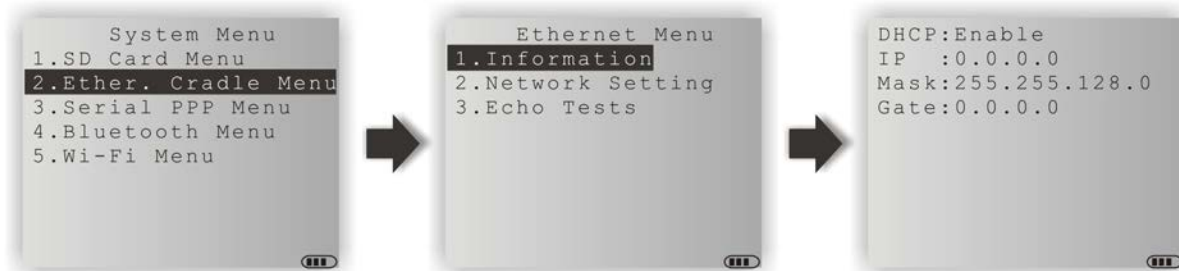 System Menu
1.SD Card Menu
2.Ether. Cradle Menu
3.Serial PPP Menu
4.Bluetooth Menu
5.Wi-Fi Menu
Ethernet Menu
1.Information
2.Network Setting
3.Echo Tests
DHCP:Enable
IP :0.0.0.0
Mask:255.255.128.0
Gate:0.0.0.0